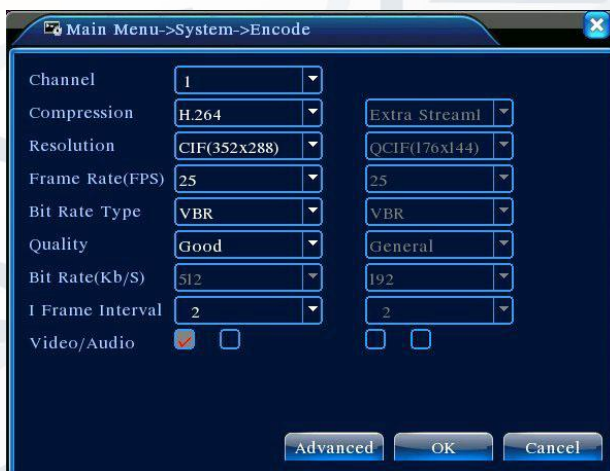 Main Menu->System->Encode
Channel 1
Compression H.264 Extra Stream1
Resolution CIF(352x288) QCIF(176x144)
Frame Rate(FPS) 25 25
Bit Rate Type VBR VBR
Quality Good General
Bit Rate(Kb/S) 512 192
I Frame Interval 2 2
Video/Audio
Advanced OK Cancel